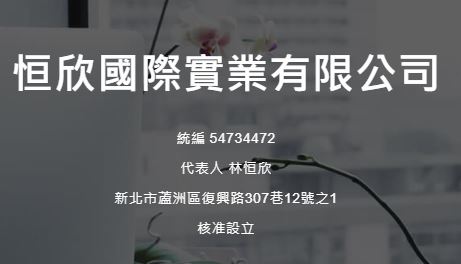 恒欣國際實業有限公司
統編 54734472
代表人 林恒欣
新北市蘆洲區復興路307巷12號之1
核准設立